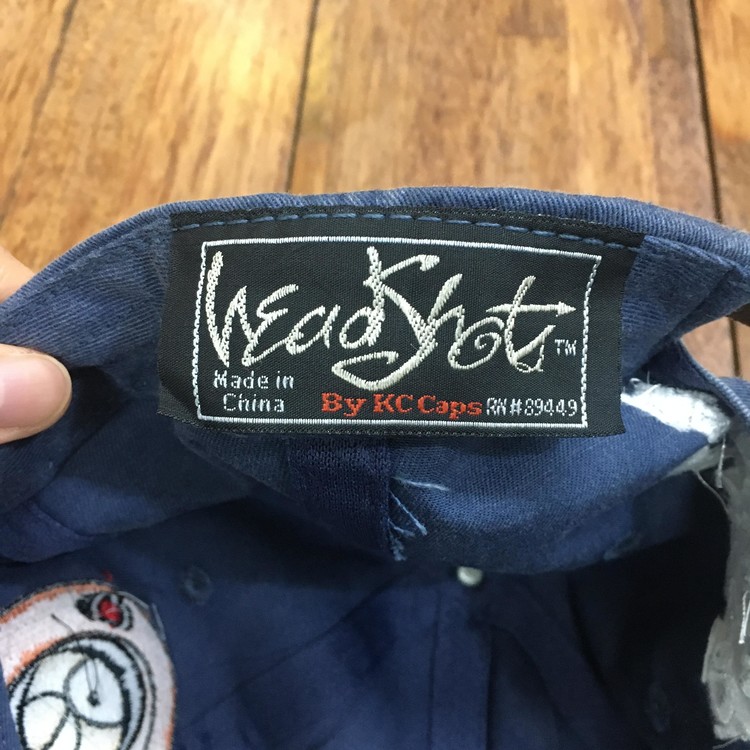 HeadShots™
Made in
China
By KC Caps RN#89449